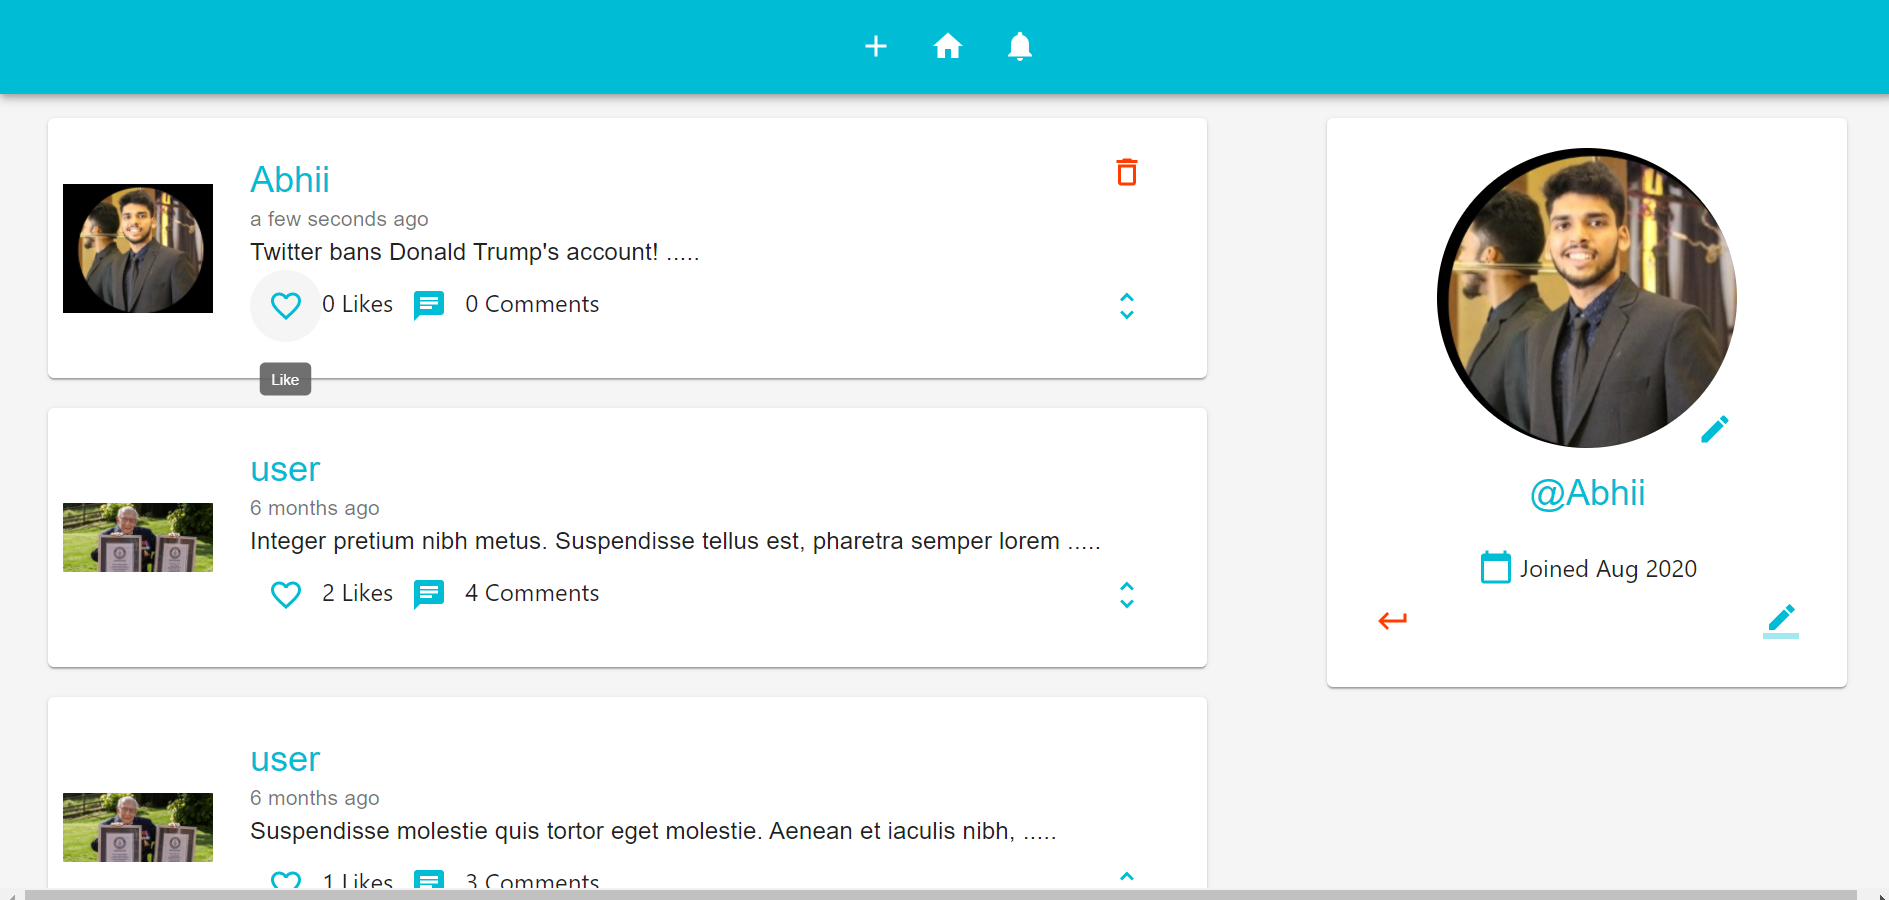 Abhii
a few seconds ago
Twitter bans Donald Trump's account! .....
0 Likes 0 Comments
Like
user
6 months ago
Integer pretium nibh metus. Suspendisse tellus est, pharetra semper lorem .....
2 Likes 4 Comments
user
6 months ago
Suspendisse molestie quis tortor eget molestie. Aenean et iaculis nibh, .....
1 Likes 3 Comments
@Abhii
Joined Aug 2020